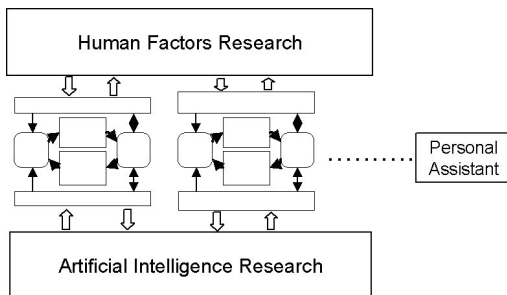 Human Factors Research
Personal
Assistant
Artificial Intelligence Research